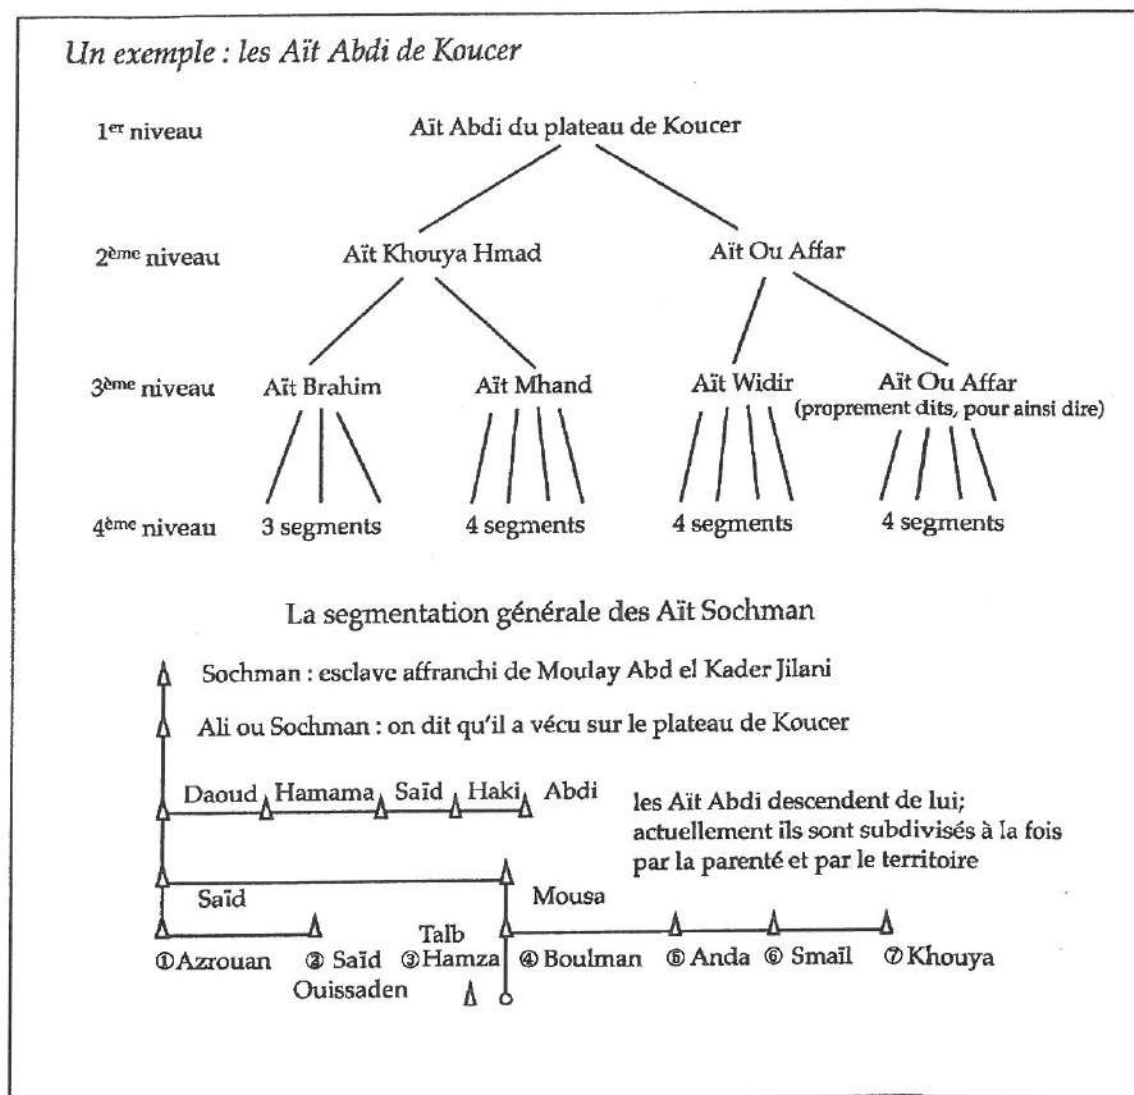 Un exemple : les Aït Abdi de Koucer
1er niveau Aït Abdi du plateau de Koucer
2ème niveau Aït Khouya Hmad Aït Ou Affar
3ème niveau Aït Brahim Aït Mhand Aït Widir Aït Ou Affar
(proprement dits, pour ainsi dire)
4ème niveau 3 segments 4 segments 4 segments 4 segments
La segmentation générale des Aït Sochman
Sochman : esclave affranchi de Moulay Abd el Kader Jilani
Ali ou Sochman : on dit qu'il a vécu sur le plateau de Koucer
Daoud Hamama Saïd Haki Abdi
les Aït Abdi descendent de lui;
actuellement ils sont subdivisés à la fois
par la parenté et par le territoire
Saïd Mousa
Talb
①Azrouan ② Saïd ③Hamza ④ Boulman ⑤ Anda ⑥ Smaïl ⑦ Khouya
Ouissaden